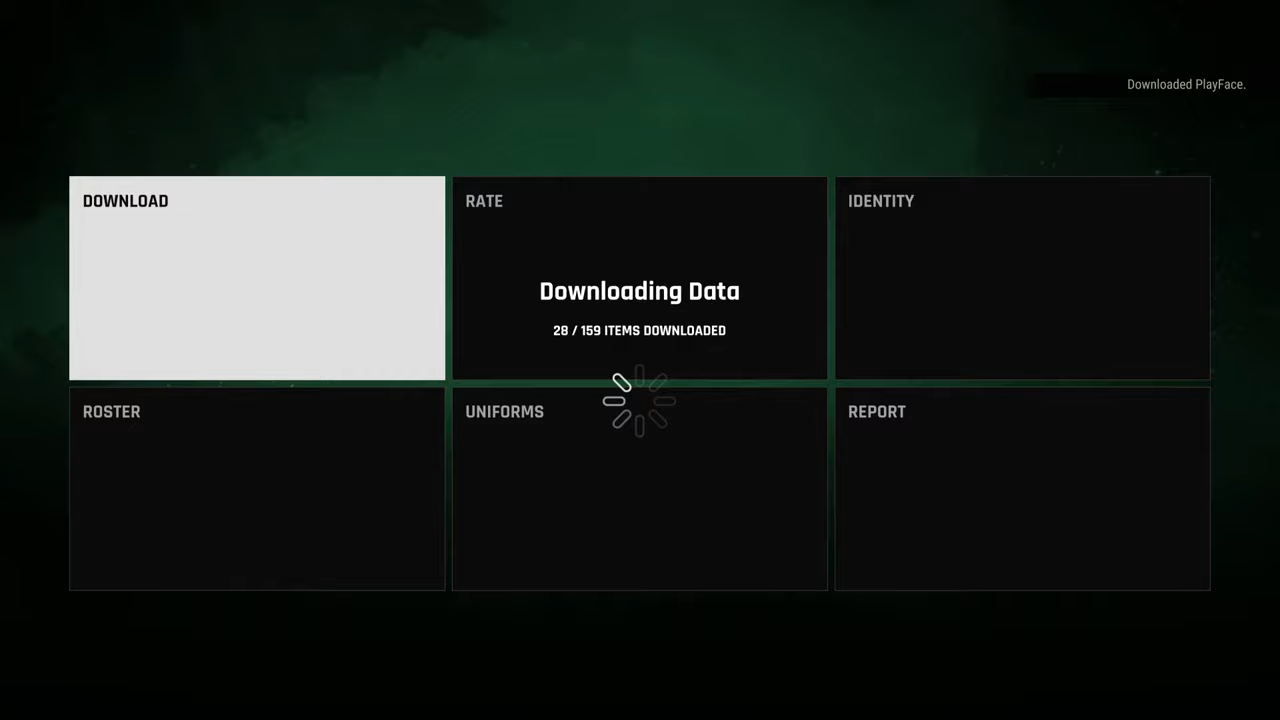 Downloaded PlayFace.
DOWNLOAD
RATE
IDENTITY
Downloading Data
28 / 159 ITEMS DOWNLOADED
ROSTER
UNIFORMS
REPORT